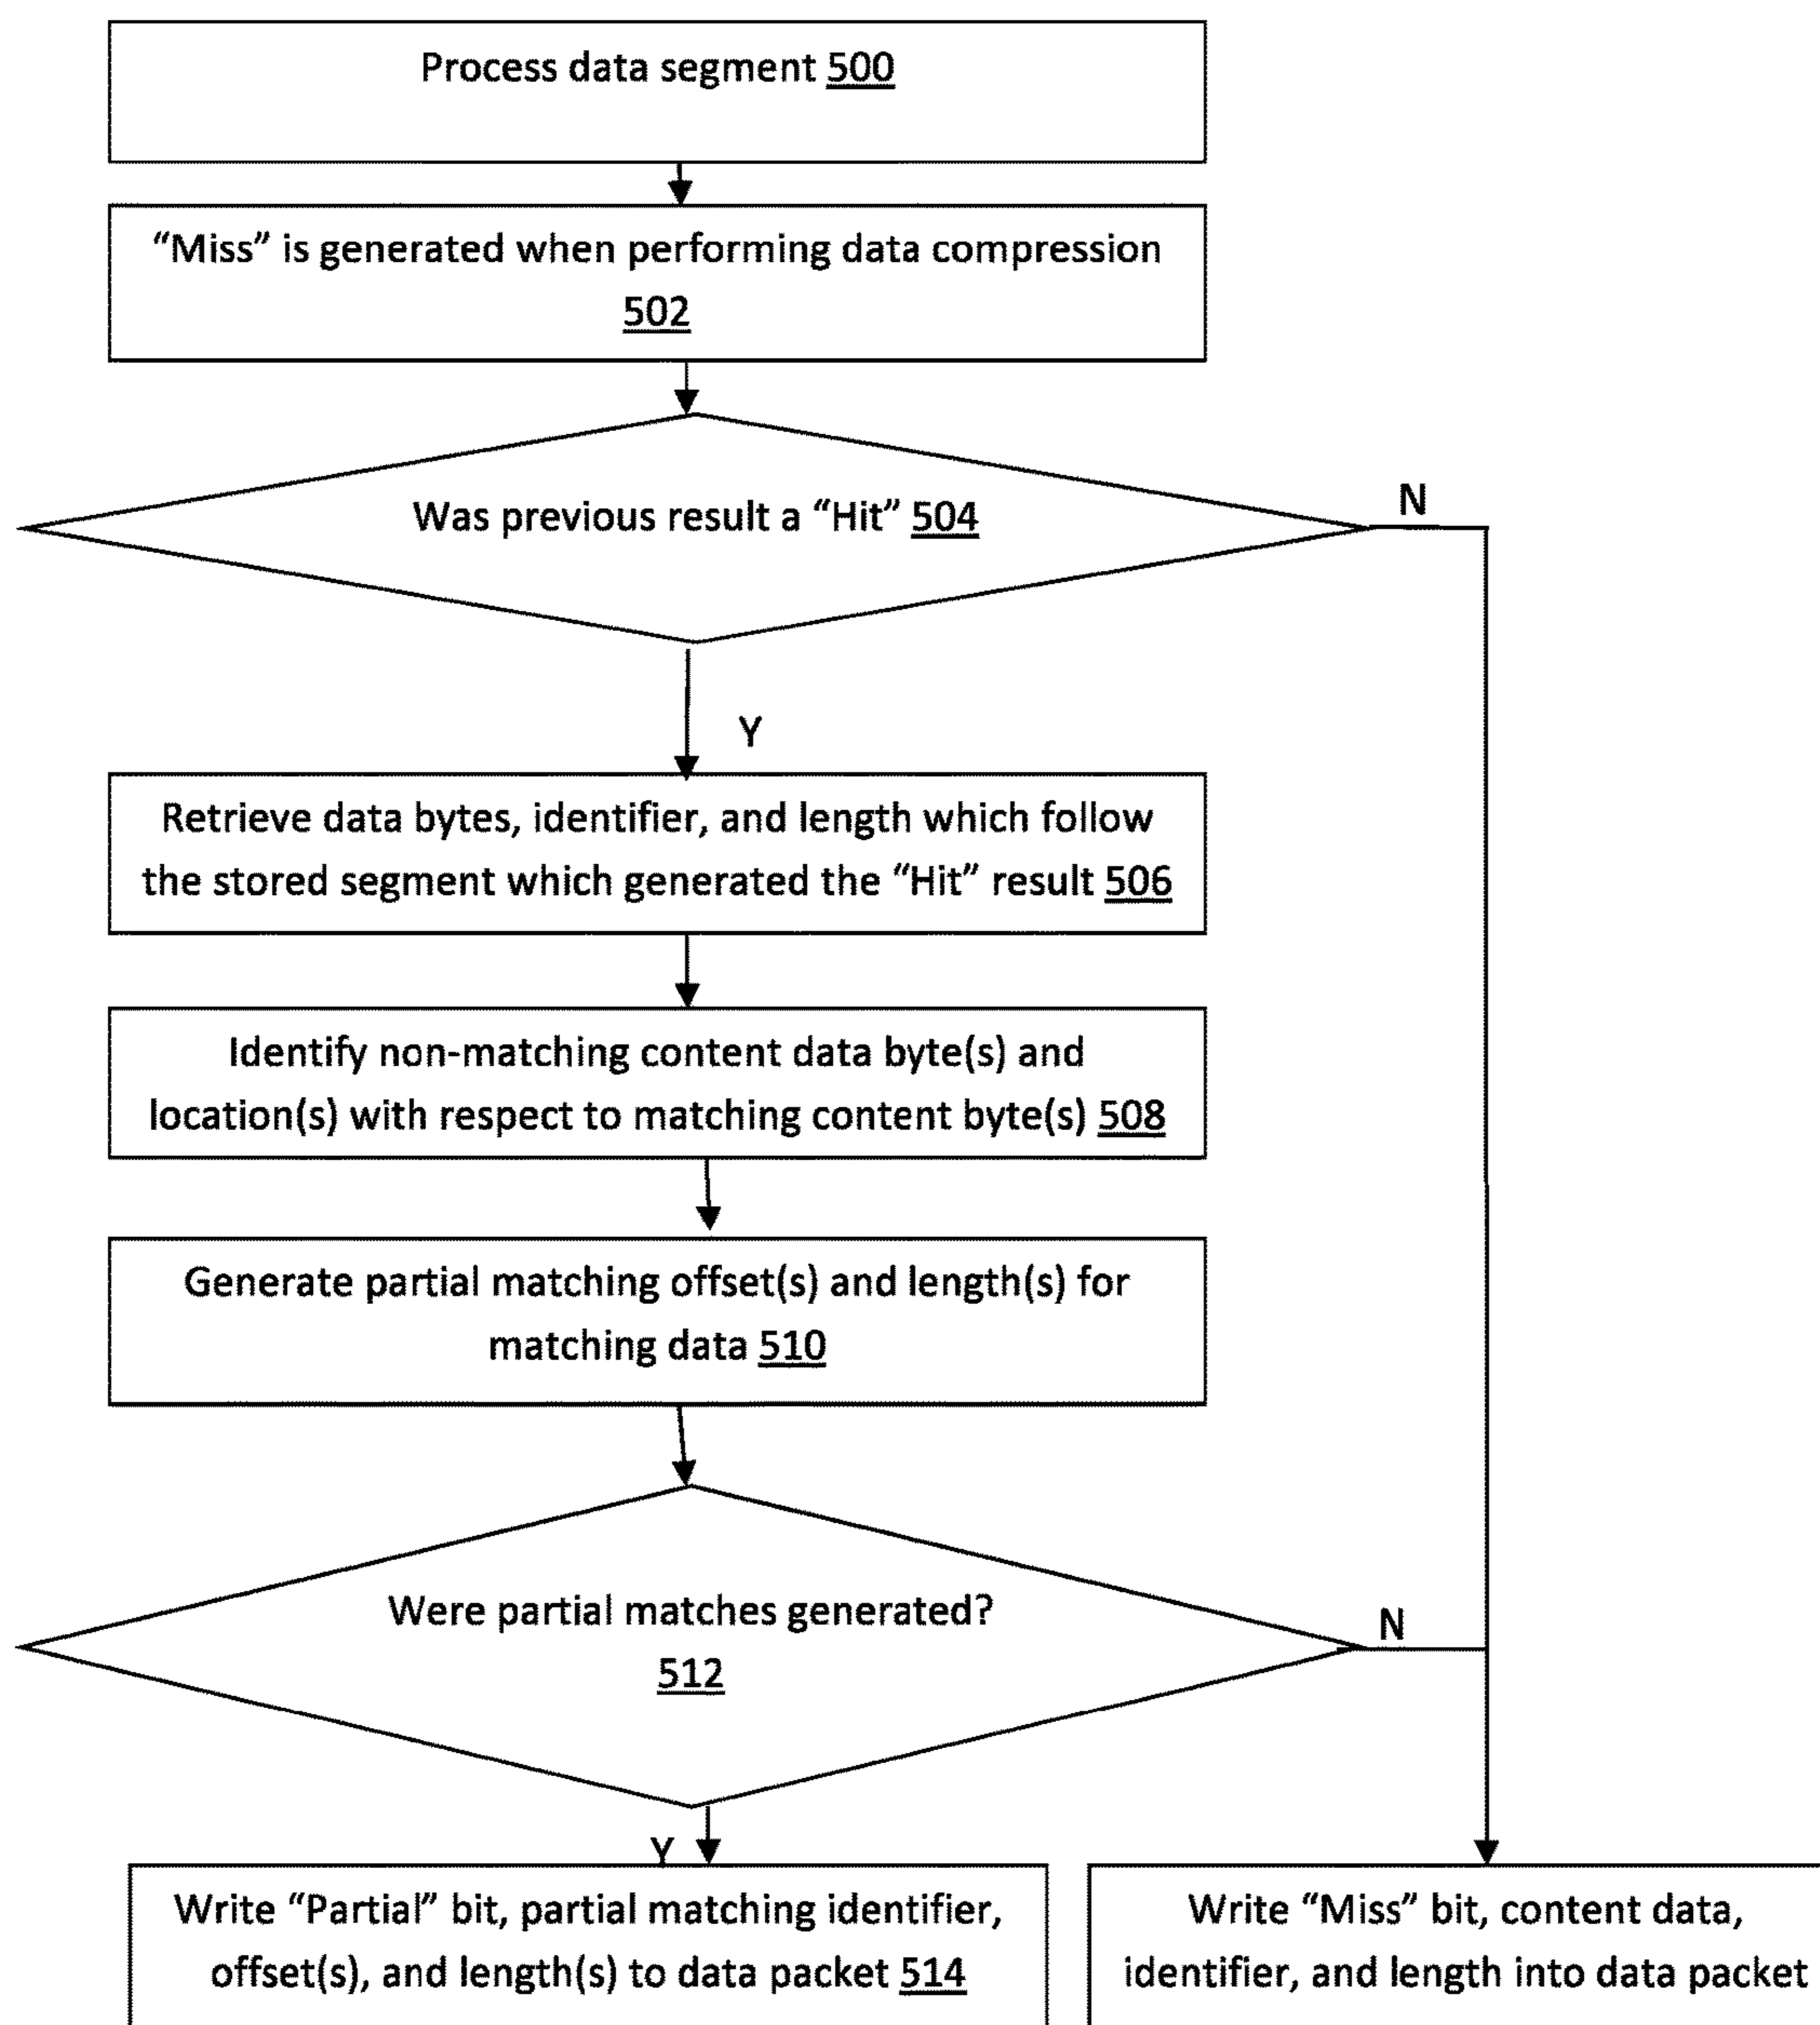 Process data segment 500
“Miss” is generated when performing data compression
502
Was previous result a “Hit” 504
N
Y
Retrieve data bytes, identifier, and length which follow
the stored segment which generated the “Hit” result 506
Identify non-matching content data byte(s) and
location(s) with respect to matching content byte(s) 508
Generate partial matching offset(s) and length(s) for
matching data 510
Were partial matches generated?
512
N
Y
Write “Partial” bit, partial matching identifier,
offset(s), and length(s) to data packet 514
Write “Miss” bit, content data,
identifier, and length into data packet